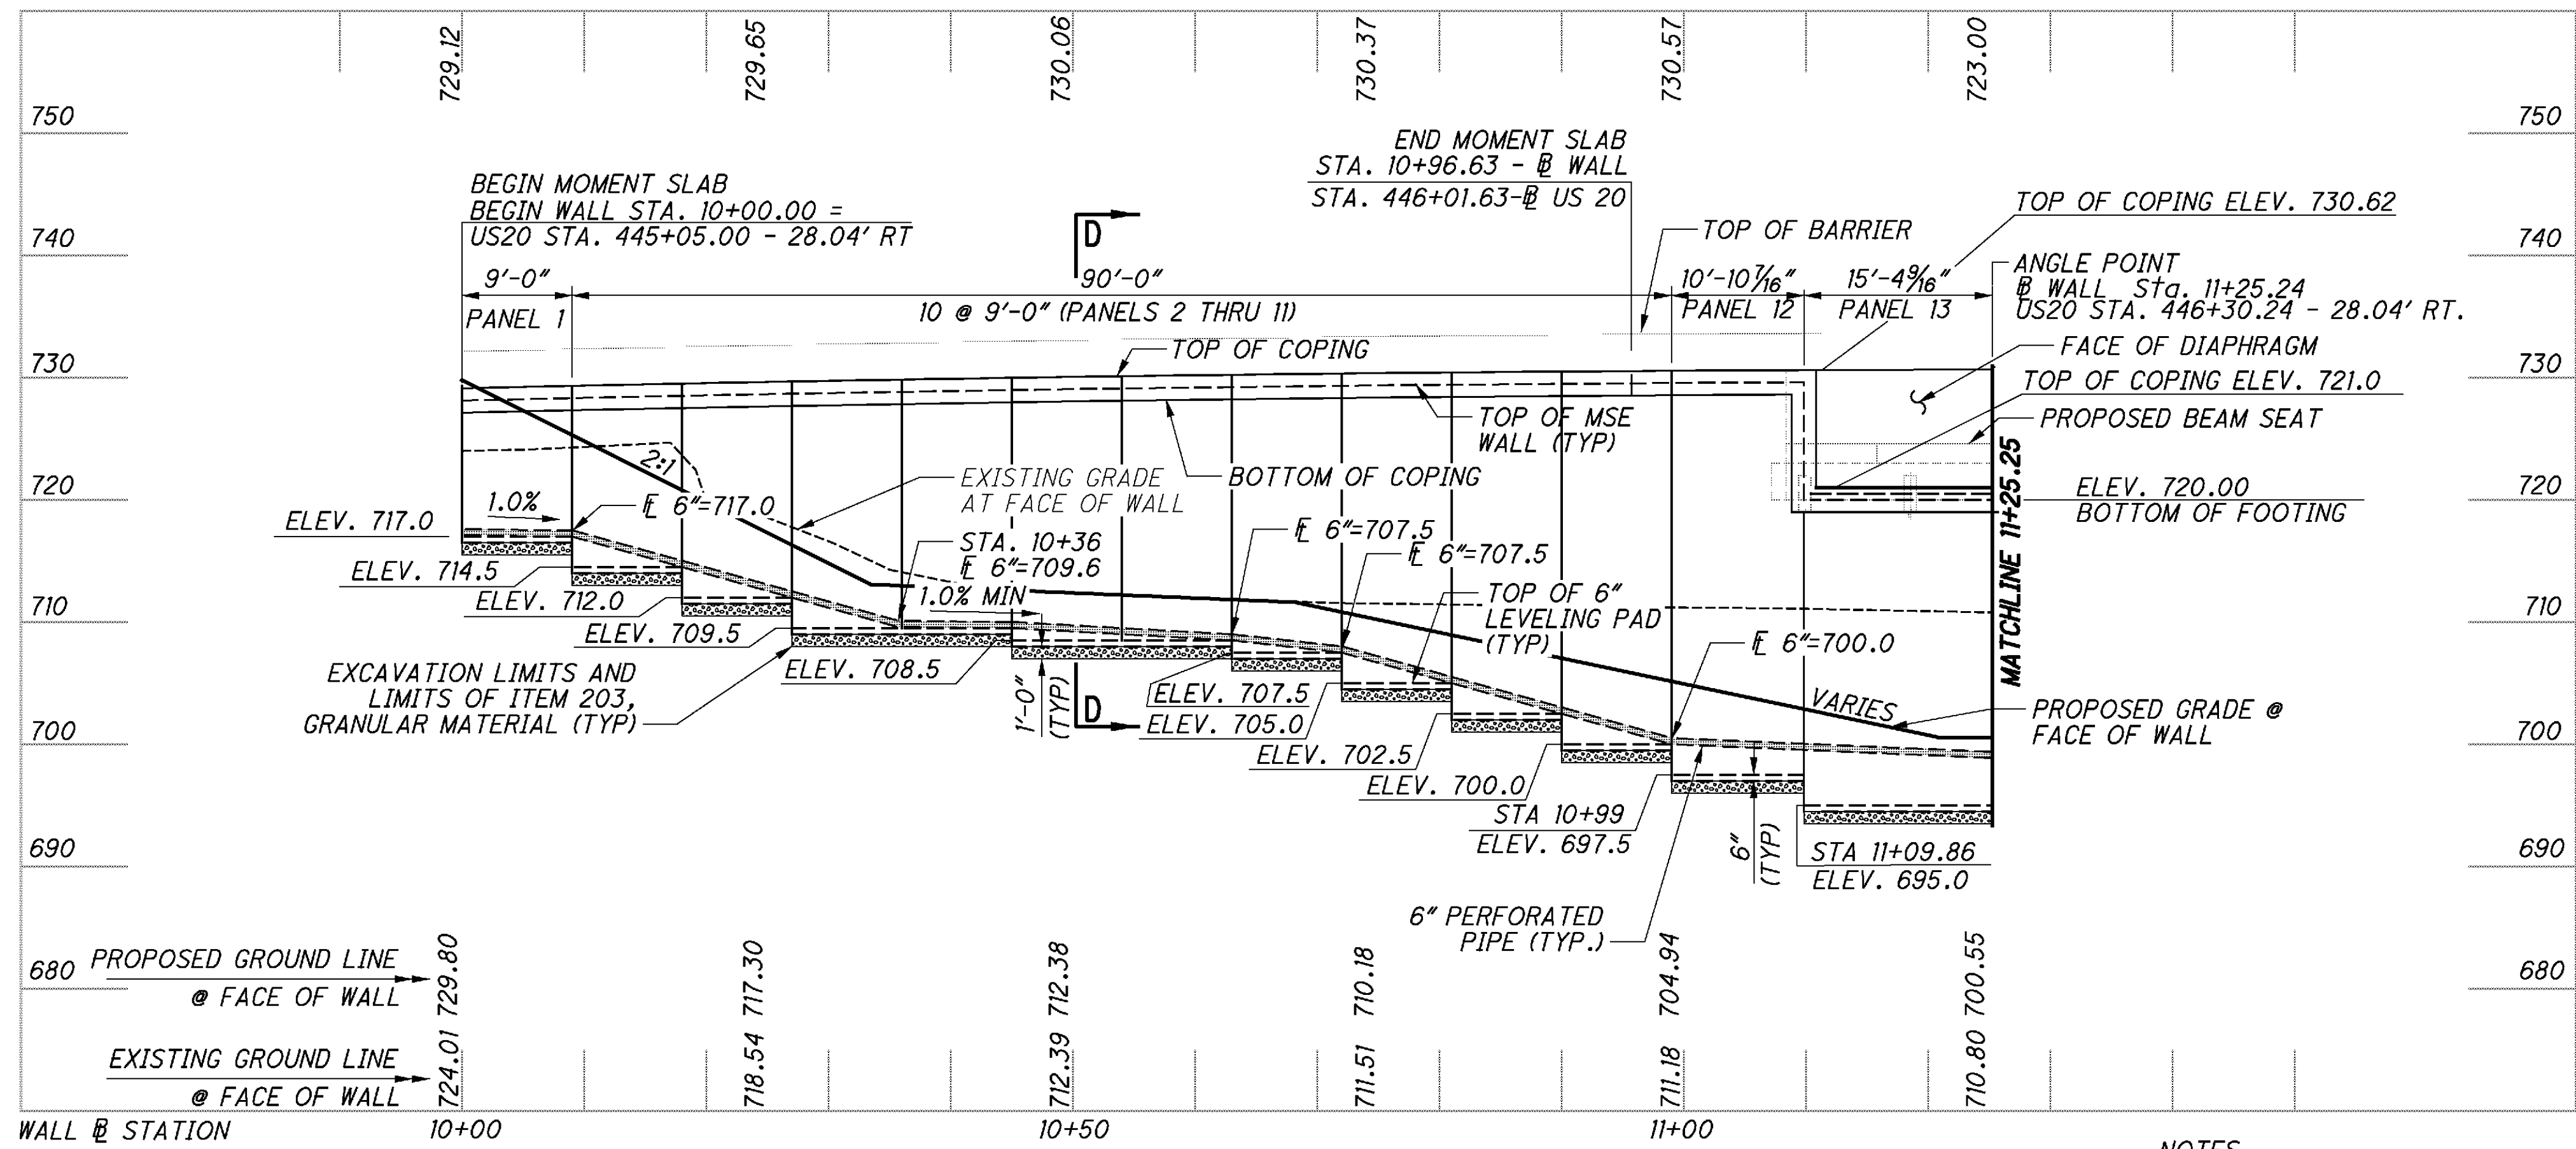 729.12
729.65
730.06
730.37
730.57
723.00
750
750
END MOMENT SLAB
STA. 10+96.63 - ℄ WALL
STA. 446+01.63-℄ US 20
BEGIN MOMENT SLAB
BEGIN WALL STA. 10+00.00 =
US20 STA. 445+05.00 - 28.04' RT
D
TOP OF COPING ELEV. 730.62
TOP OF BARRIER
740
740
ANGLE POINT
℄ WALL Sta. 11+25.24
US20 STA. 446+30.24 - 28.04' RT.
9'-0"
90'-0"
10'-10 7/16"
15'-4 9/16"
PANEL 1
10 @ 9'-0" (PANELS 2 THRU 11)
PANEL 12
PANEL 13
TOP OF COPING
FACE OF DIAPHRAGM
730
730
TOP OF COPING ELEV. 721.0
TOP OF MSE
WALL (TYP)
PROPOSED BEAM SEAT
2:1
EXISTING GRADE
AT FACE OF WALL
BOTTOM OF COPING
720
720
ELEV. 720.00
BOTTOM OF FOOTING
1.0%
℄ 6"=717.0
ELEV. 717.0
℄ 6"=707.5
℄ 6"=707.5
STA. 10+36
℄ 6"=709.6
MATCHLINE 11+25.25
ELEV. 714.5
1.0% MIN
TOP OF 6"
LEVELING PAD
(TYP)
ELEV. 712.0
710
710
ELEV. 709.5
℄ 6"=700.0
EXCAVATION LIMITS AND
LIMITS OF ITEM 203,
GRANULAR MATERIAL (TYP)
ELEV. 708.5
1'-0"
(TYP)
D
ELEV. 707.5
ELEV. 705.0
VARIES
PROPOSED GRADE @
FACE OF WALL
700
700
ELEV. 702.5
ELEV. 700.0
STA 10+99
ELEV. 697.5
6"
(TYP)
STA 11+09.86
ELEV. 695.0
690
690
6" PERFORATED
PIPE (TYP.)
680
680
PROPOSED GROUND LINE
@ FACE OF WALL
729.80
717.30
712.38
710.18
704.94
700.55
EXISTING GROUND LINE
@ FACE OF WALL
724.01
718.54
712.39
711.51
711.18
710.80
WALL ℄ STATION
10+00
10+50
11+00
NOTES